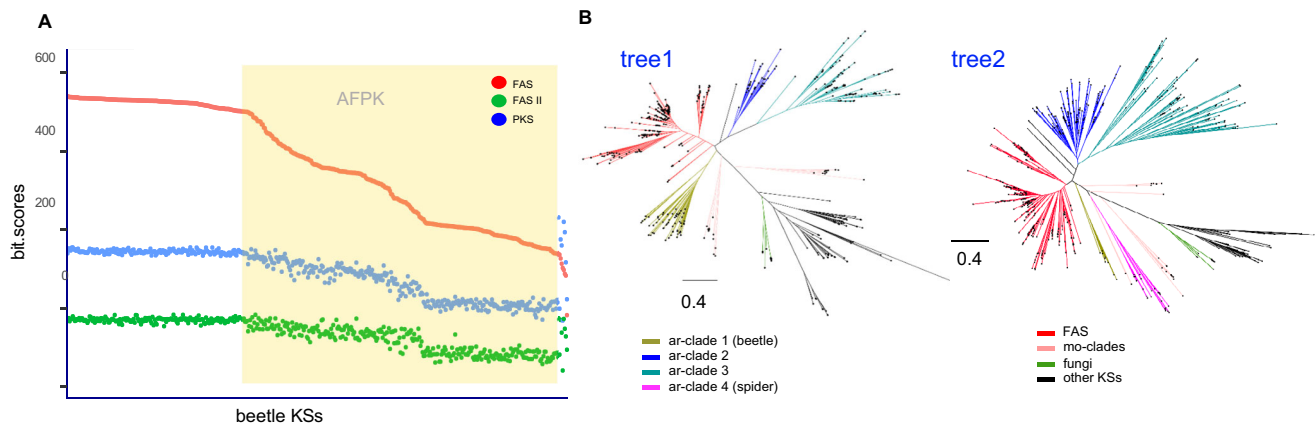 A
600
400
200
0
bit.scores
AFPK
FAS
FAS II
PKS
beetle KSs
B
tree1
0.4
ar-clade 1 (beetle)
ar-clade 2
ar-clade 3
ar-clade 4 (spider)
tree2
0.4
FAS
mo-clades
fungi
other KSs